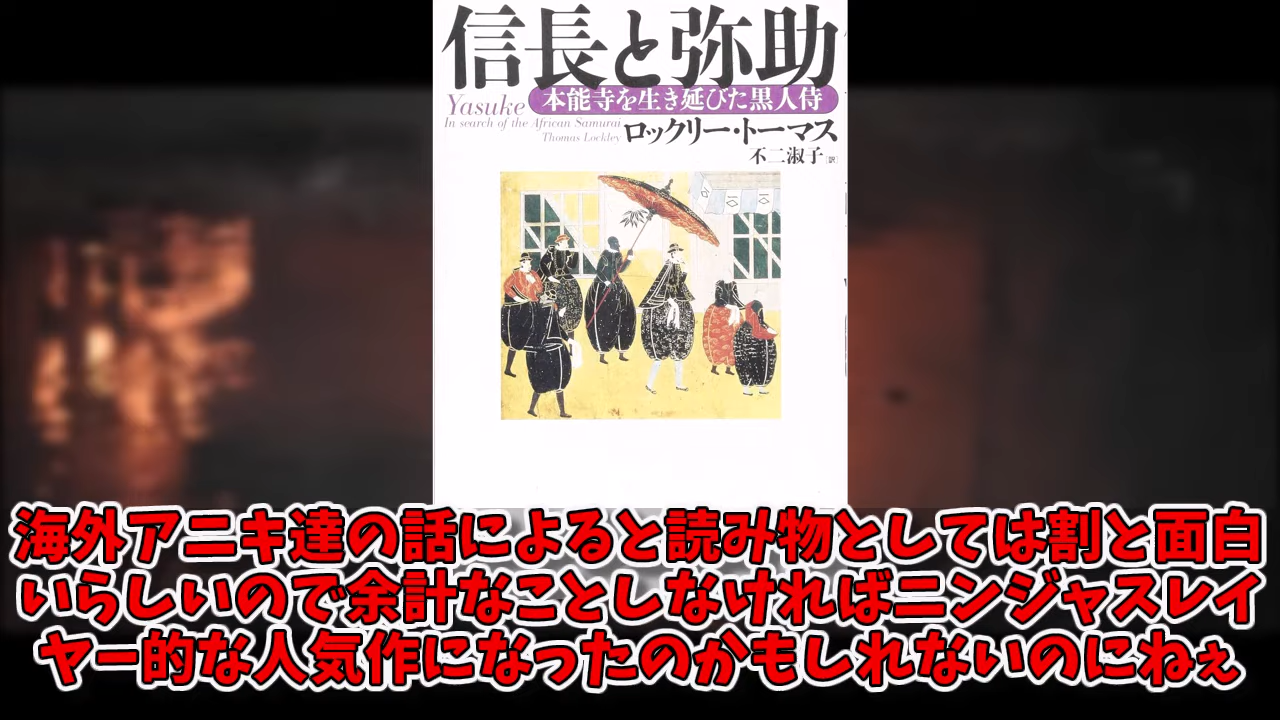 信長と弥助
本能寺を生き延びた黒人侍
Yasuke
In search of the African Samurai
Thomas Lockley
ロックリー・トーマス
不二淑子[訳]
海外アニキ達の話によると読み物としては割と面白
いらしいので余計なことしなければニンジャスレイ
ヤー的な人気作になったのかもしれないのにねぇ